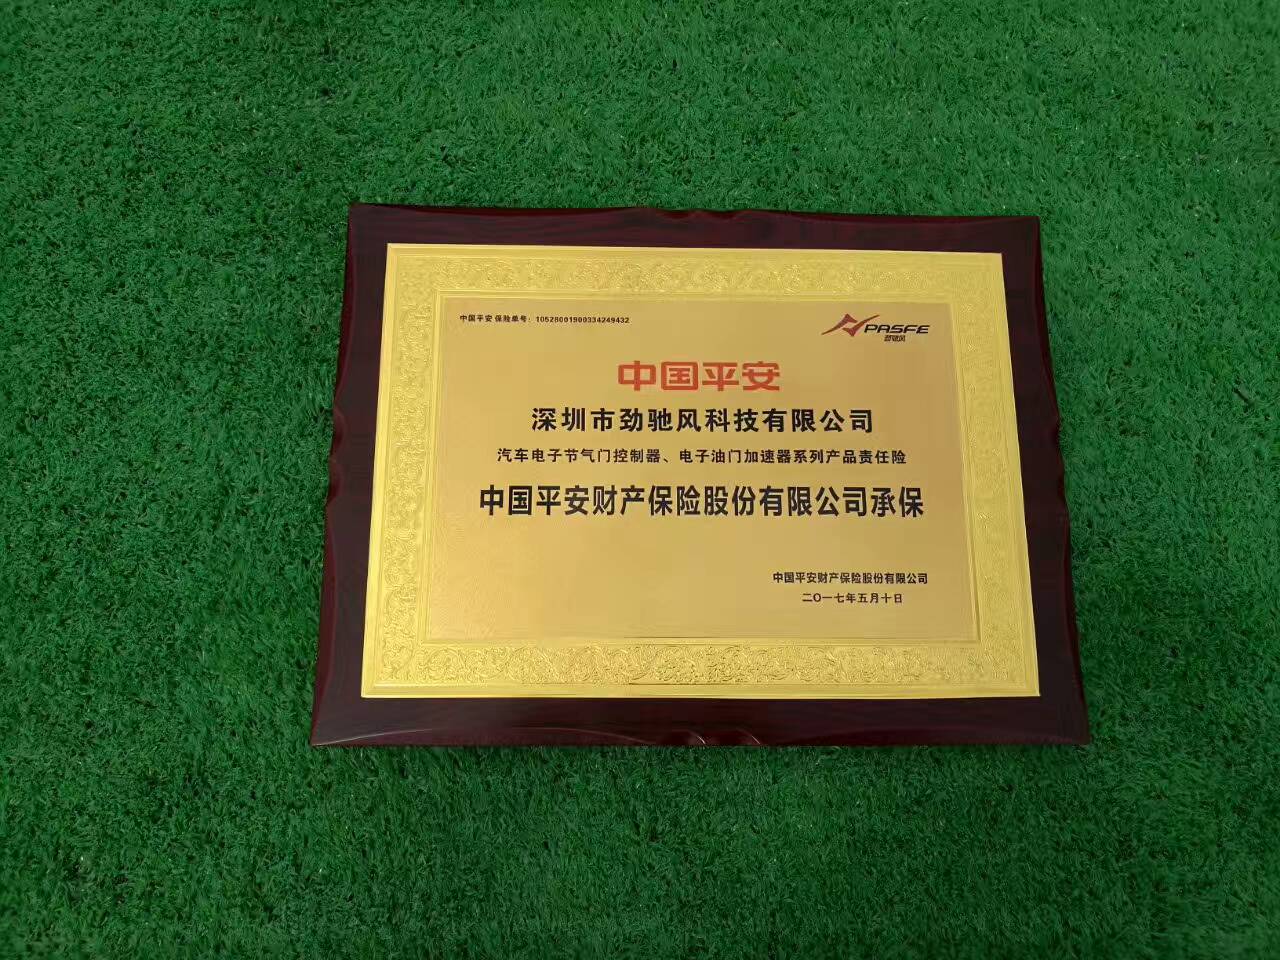 中国平安 保险单号：10528001900334249432
PASFE
劲驰风
中国平安
深圳市劲驰风科技有限公司
汽车电子节气门控制器、电子油门加速器系列产品责任险
中国平安财产保险股份有限公司承保
中国平安财产保险股份有限公司
二〇一七年五月十日